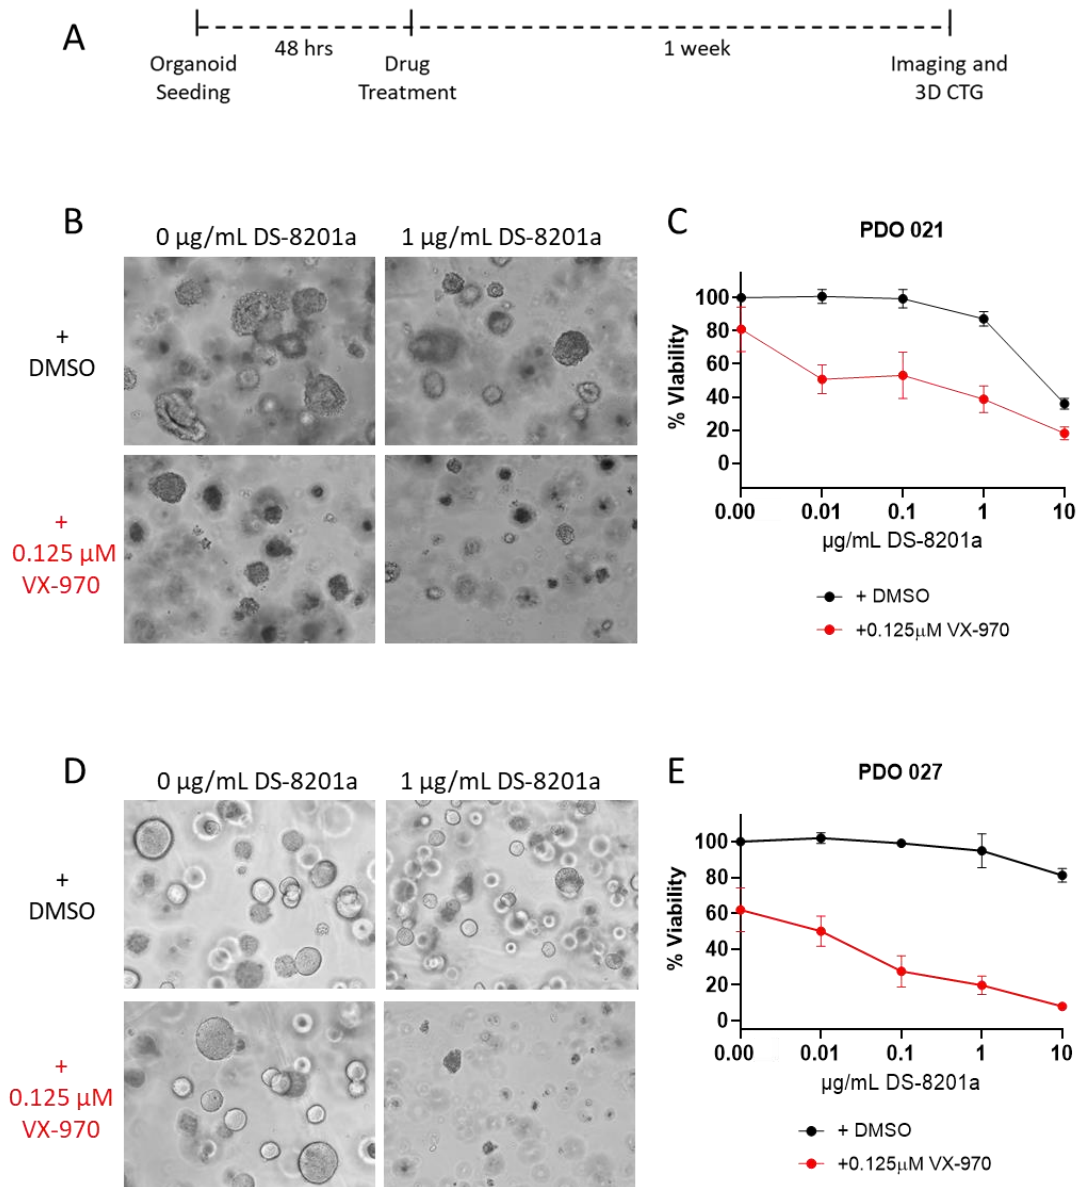 A
48 hrs
1 week
Organoid
Seeding
Drug
Treatment
Imaging and
3D CTG
B
0 µg/mL DS-8201a
1 µg/mL DS-8201a
+
DMSO
+
0.125 µM
VX-970
C
PDO 021
% VIability
100
80
60
40
20
0
0.00
0.01
0.1
1
10
µg/mL DS-8201a
+ DMSO
+0.125µM VX-970
D
0 µg/mL DS-8201a
1 µg/mL DS-8201a
+
DMSO
+
0.125 µM
VX-970
E
PDO 027
% Viability
100
80
60
40
20
0
0.00
0.01
0.1
1
10
µg/mL DS-8201a
+ DMSO
+0.125µM VX-970